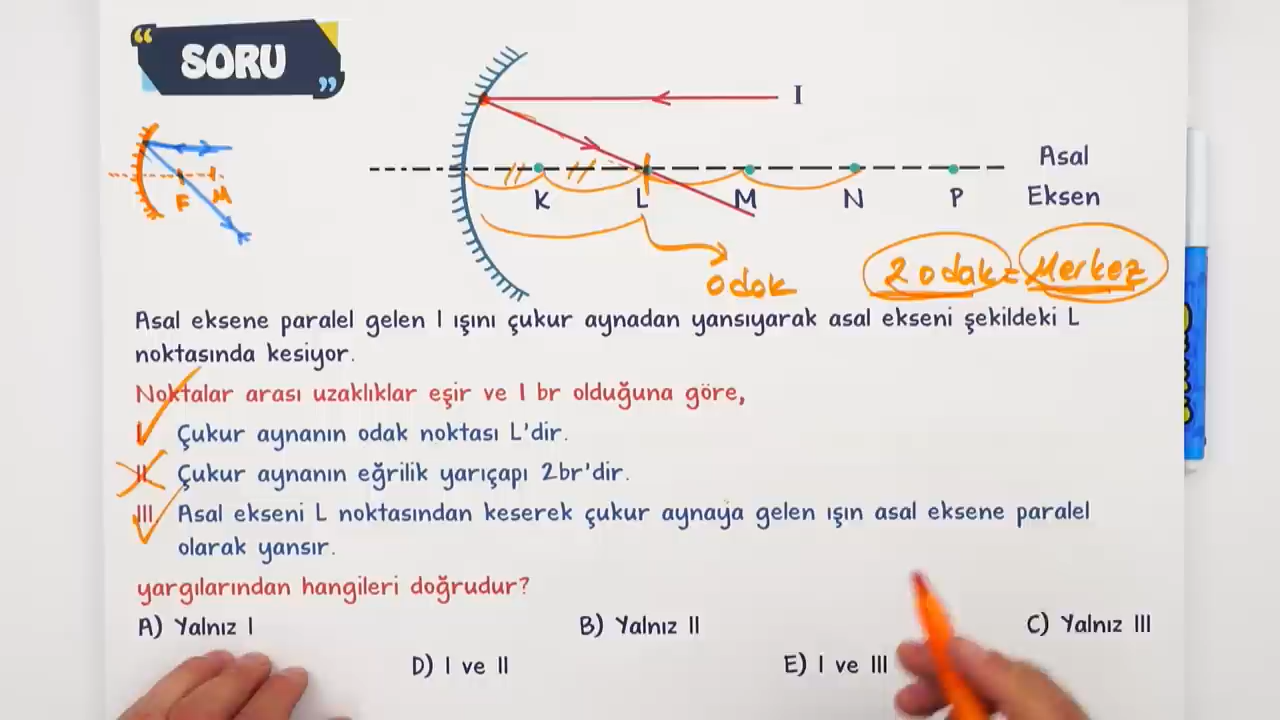 “ SORU ”
I
Asal Eksen
K L M N P
F M
odak
2 odak = Merkez
Asal eksene paralel gelen I ışını çukur aynadan yansıyarak asal ekseni şekildeki L
noktasında kesiyor.
Noktalar arası uzaklıklar eşir ve 1 br olduğuna göre,
I Çukur aynanın odak noktası L'dir.
II Çukur aynanın eğrilik yarıçapı 2br'dir.
III Asal ekseni L noktasından keserek çukur aynaya gelen ışın asal eksene paralel
olarak yansır.
yargılarından hangileri doğrudur?
A) Yalnız I B) Yalnız II C) Yalnız III
D) I ve II E) I ve III